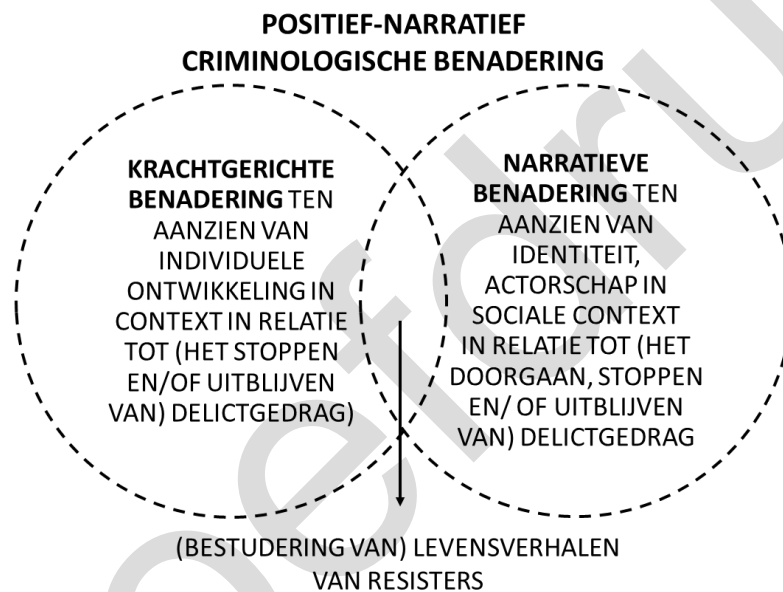 POSITIEF-NARRATIEF
CRIMINOLOGISCHE BENADERING
KRACHTGERICHTE
BENADERING TEN
AANZIEN VAN
INDIVIDUELE
ONTWIKKELING IN
CONTEXT IN RELATIE
TOT (HET STOPPEN
EN/OF UITBLIJVEN
VAN) DELICTGEDRAG)
NARRATIEVE
BENADERING TEN
AANZIEN VAN
IDENTITEIT,
ACTORSCHAP IN
SOCIALE CONTEXT
IN RELATIE TOT (HET
DOORGAAN, STOPPEN
EN/ OF UITBLIJVEN
VAN) DELICTGEDRAG
(BESTUDERING VAN) LEVENSVERHALEN
VAN RESISTERS